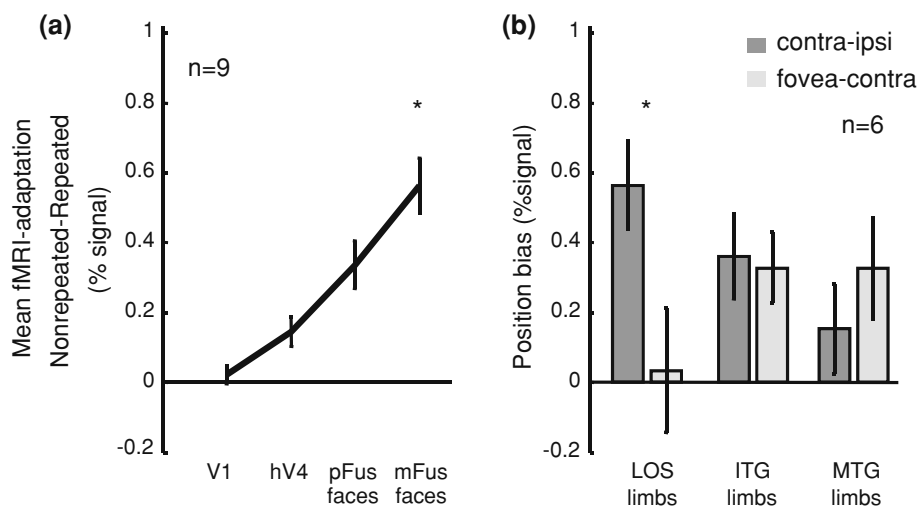 (a)
n=9
*
Mean fMRI-adaptation
Nonrepeated-Repeated
(% signal)
1
0.8
0.6
0.4
0.2
0
-0.2
V1
hV4
pFus
faces
mFus
faces
(b)
contra-ipsi
fovea-contra
n=6
*
Position bias (%signal)
1
0.8
0.6
0.4
0.2
0
-0.2
LOS
limbs
ITG
limbs
MTG
limbs